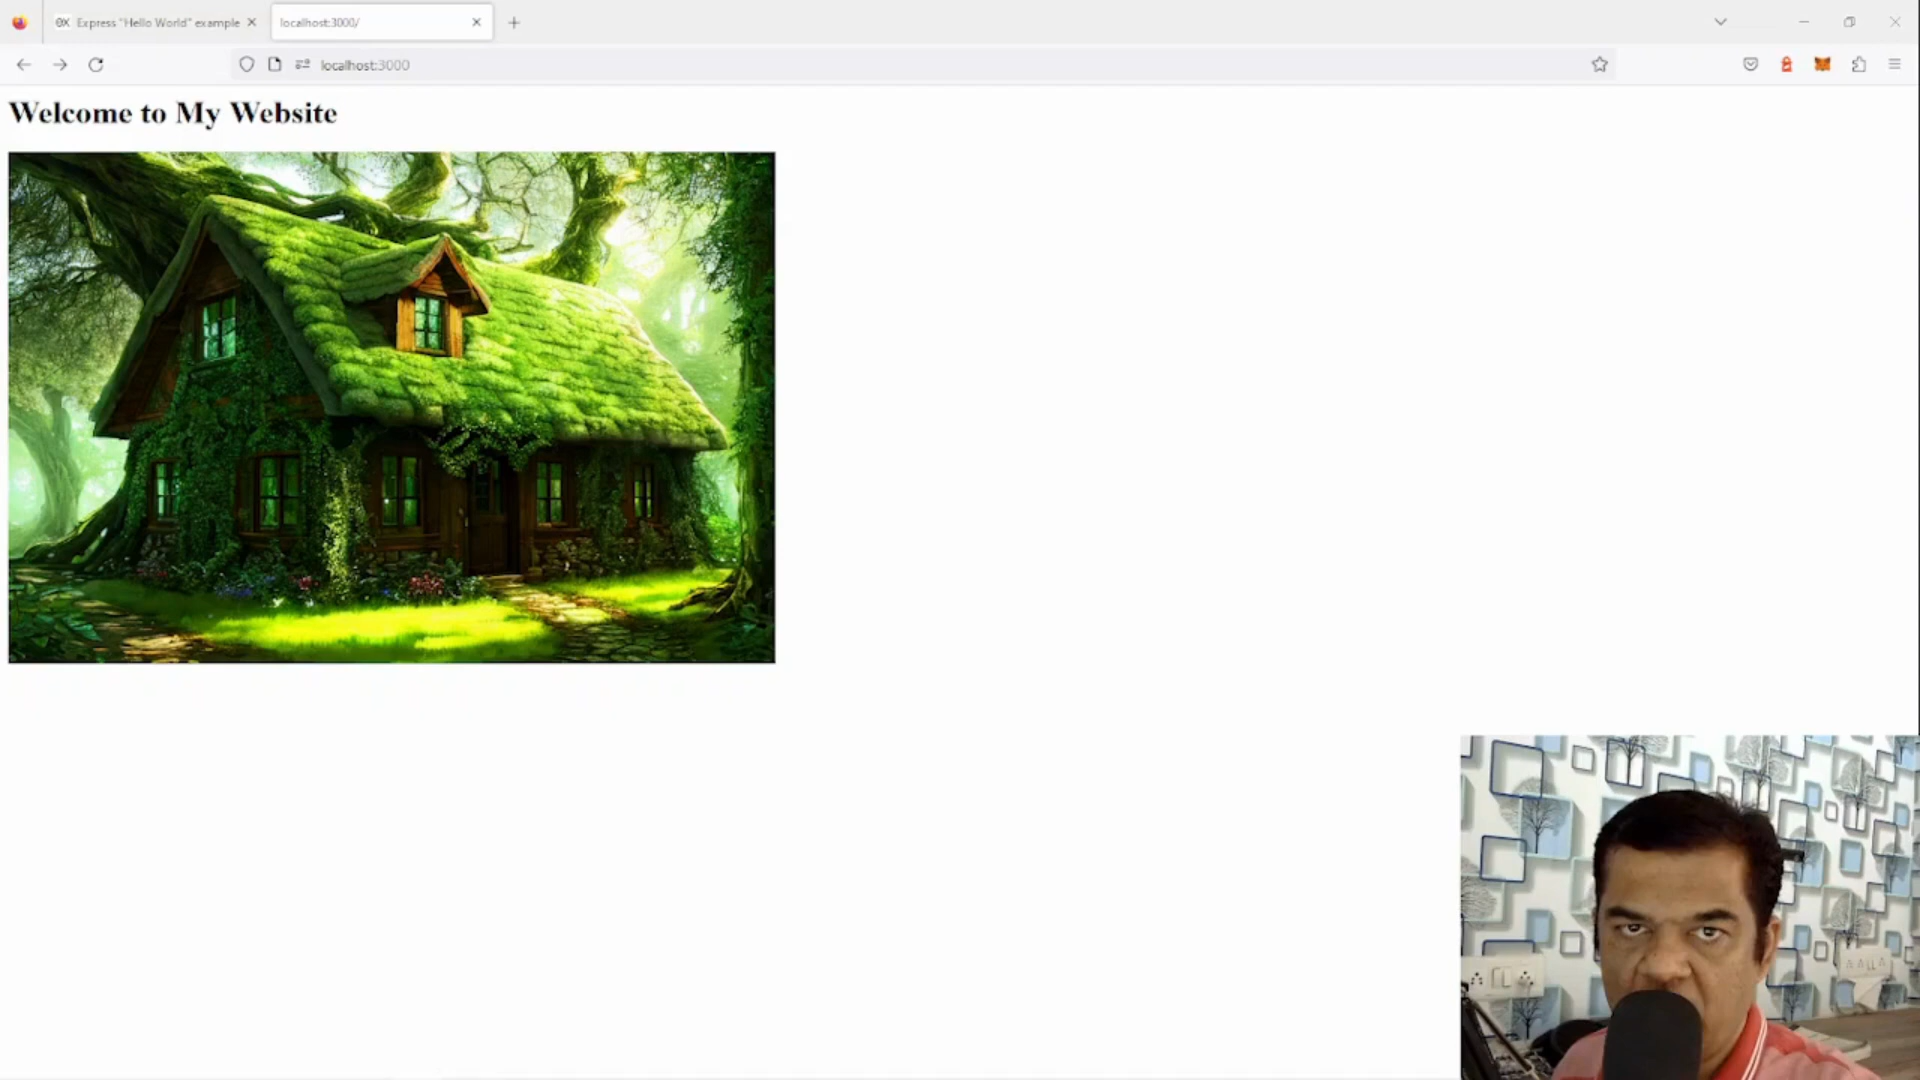 Express "Hello World" example
localhost:3000/
localhost:3000
Welcome to My Website